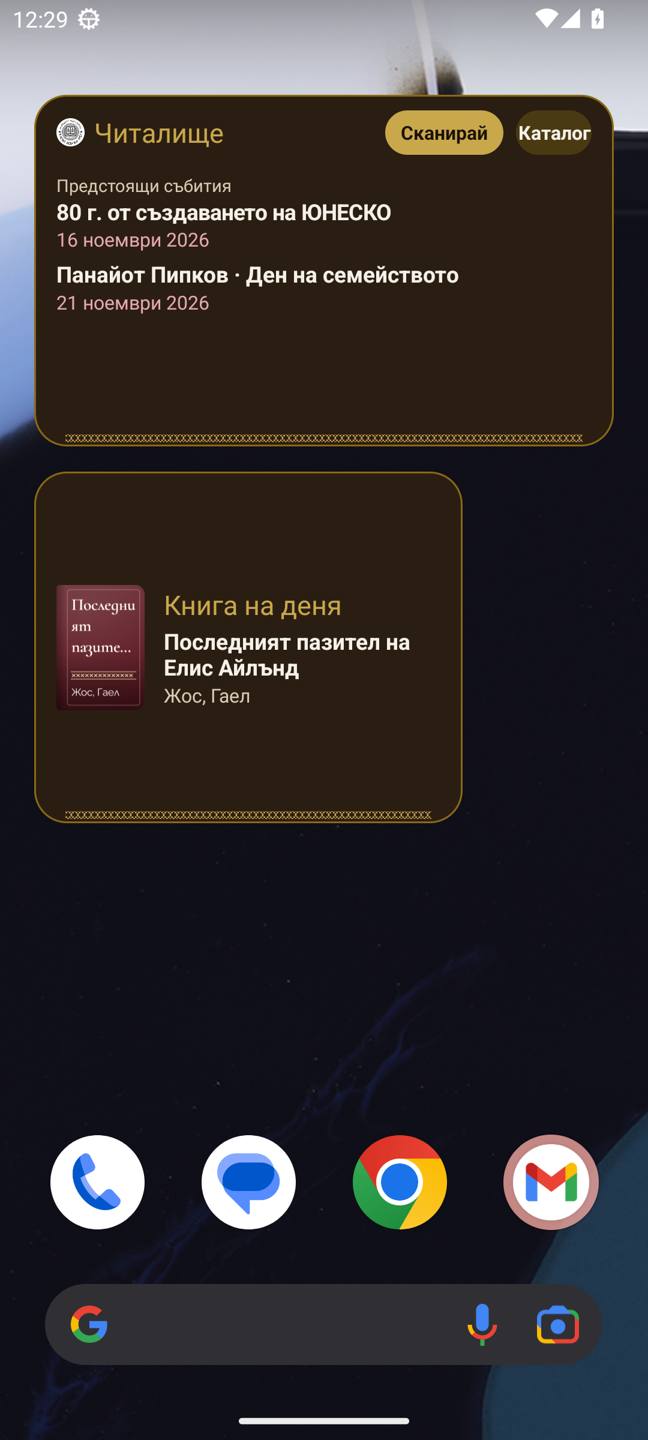 12:29
Читалище
Сканирай
Каталог
Предстоящи събития
80 г. от създаването на ЮНЕСКО
16 ноември 2026
Панайот Пипков · Ден на семейството
21 ноември 2026
Последни
ят
пазите...
Жос, Гаел
Книга на деня
Последният пазител на
Елис Айлънд
Жос, Гаел